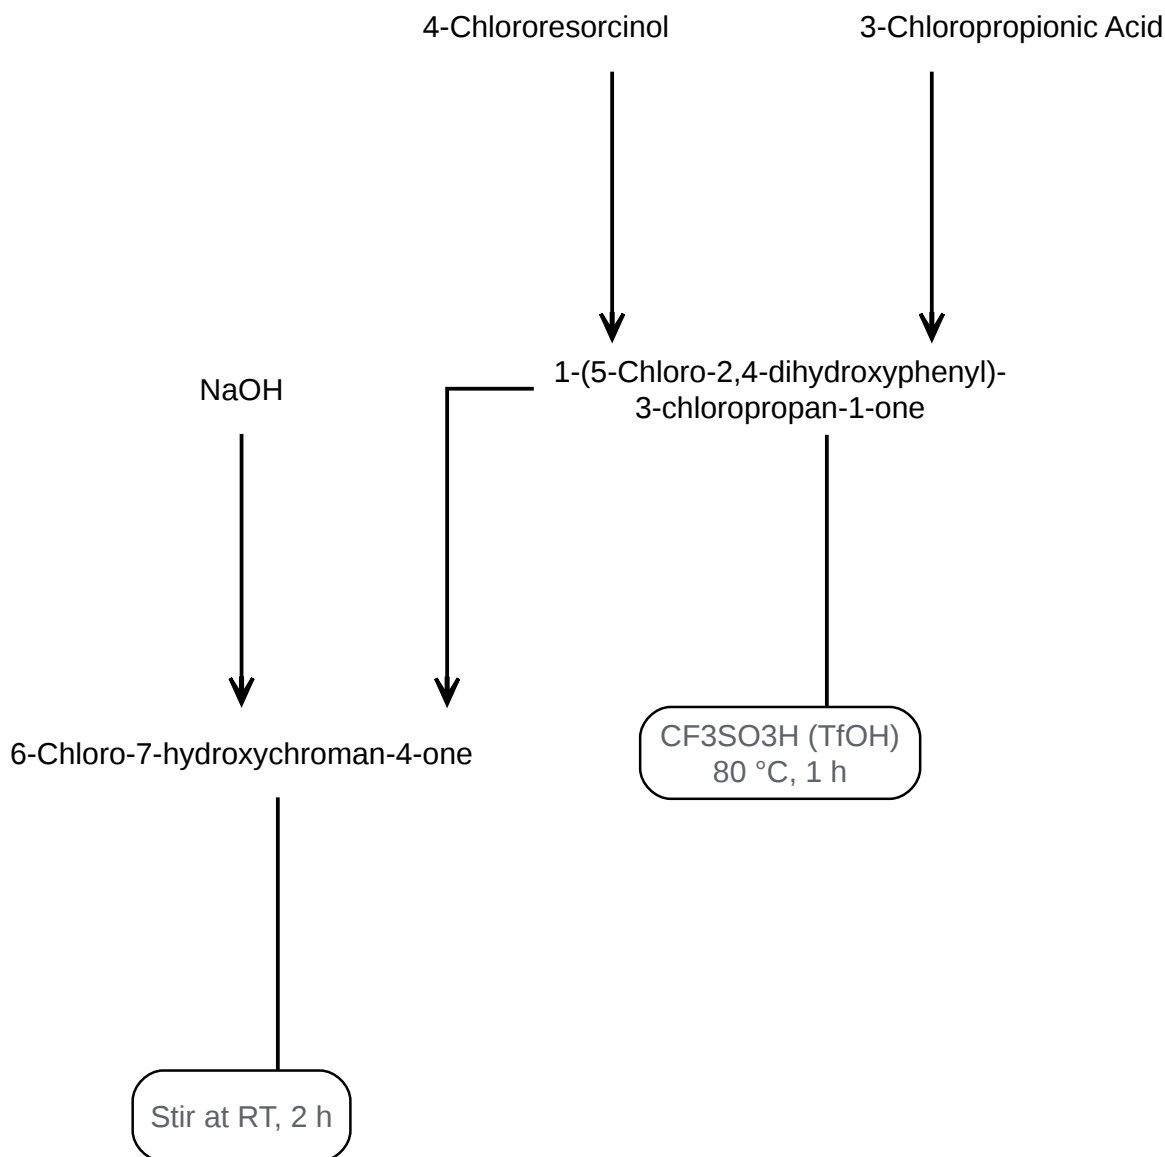 4-Chlororesorcinol
3-Chloropropionic Acid
NaOH
1-(5-Chloro-2,4-dihydroxyphenyl)-
3-chloropropan-1-one
6-Chloro-7-hydroxychroman-4-one
CF3SO3H (TfOH)
80 °C, 1 h
Stir at RT, 2 h